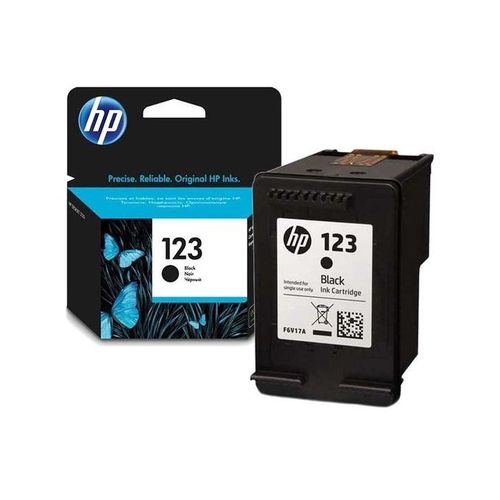 hp
Precise. Reliable. Original HP Inks.
123
Black
Noir
Чёрный
hp 123
Black
Ink Cartridge
Intended for
single use only.
F6V17A